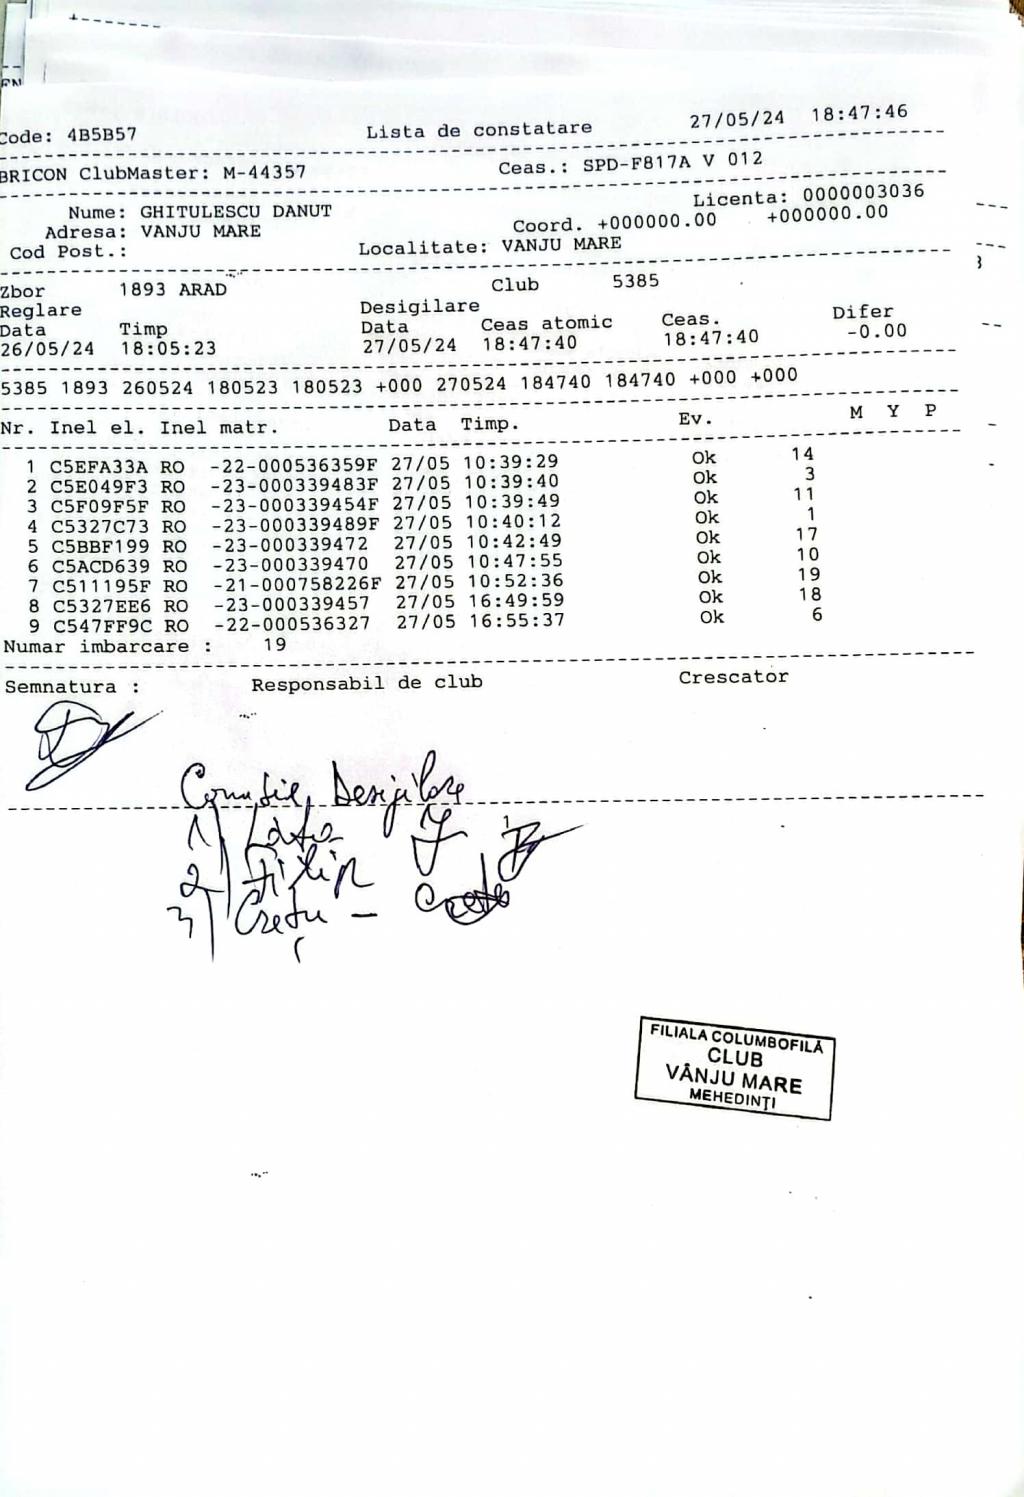 Code: 4B5B57 Lista de constatare 27/05/24 18:47:46
BRICON ClubMaster: M-44357 Ceas.: SPD-F817A V 012
Nume: GHITULESCU DANUT Licenta: 0000003036
Adresa: VANJU MARE Coord. +000000.00 +000000.00
Cod Post.: Localitate: VANJU MARE
Zbor 1893 ARAD Club 5385
Reglare Desigilare
Data Timp Data Ceas atomic Ceas. Difer
26/05/24 18:05:23 27/05/24 18:47:40 18:47:40 -0.00
5385 1893 260524 180523 180523 +000 270524 184740 184740 +000 +000
Nr. Inel el. Inel matr. Data Timp. Ev. M Y P
1 C5EFA33A RO -22-000536359F 27/05 10:39:29 Ok 14
2 C5E049F3 RO -23-000339483F 27/05 10:39:40 Ok 3
3 C5F09F5F RO -23-000339454F 27/05 10:39:49 Ok 11
4 C5327C73 RO -23-000339489F 27/05 10:40:12 Ok 1
5 C5BBF199 RO -23-000339472 27/05 10:42:49 Ok 17
6 C5ACD639 RO -23-000339470 27/05 10:47:55 Ok 10
7 C511195F RO -21-000758226F 27/05 10:52:36 Ok 19
8 C5327EE6 RO -23-000339457 27/05 16:49:59 Ok 18
9 C547FF9C RO -22-000536327 27/05 16:55:37 Ok 6
Numar imbarcare : 19
Semnatura : Responsabil de club Crescator
1)
2) Filip
3) Crețu -
FILIALA COLUMBOFILĂ
CLUB
VÂNJU MARE
MEHEDINȚI